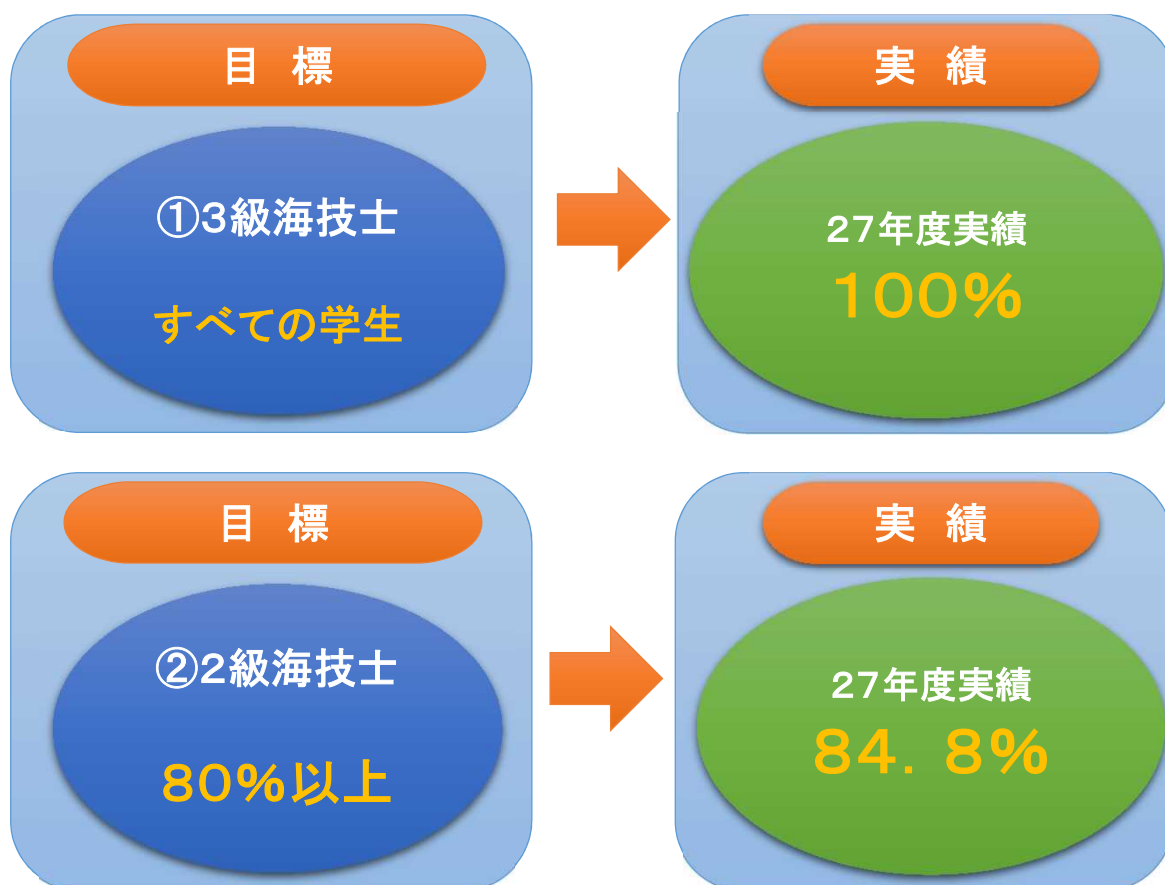 目 標
①3級海技士
すべての学生
実 績
27年度実績
100%
目 標
②2級海技士
80%以上
実 績
27年度実績
84. 8%